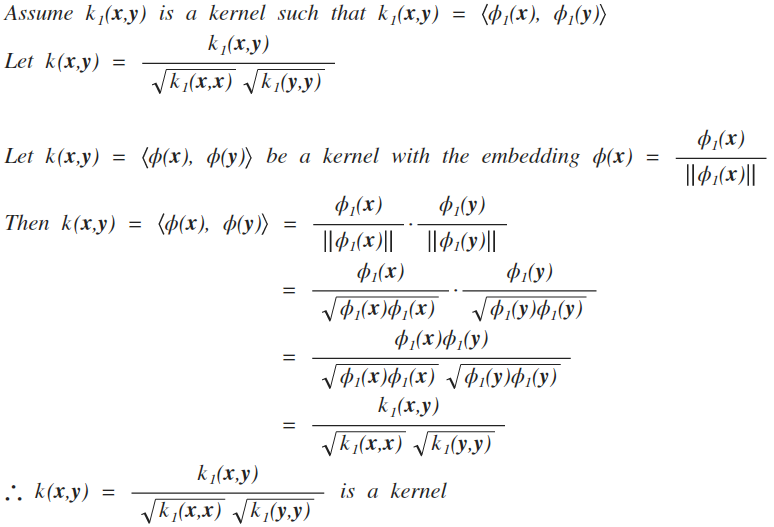 Assume k₁(x,y) is a kernel such that k₁(x,y) = ⟨ϕ₁(x), ϕ₁(y)⟩
Let k(x,y) = k₁(x,y) / √k₁(x,x) √k₁(y,y)
Let k(x,y) = ⟨ϕ(x), ϕ(y)⟩ be a kernel with the embedding ϕ(x) = ϕ₁(x) / ||ϕ₁(x)||
Then k(x,y) = ⟨ϕ(x), ϕ(y)⟩ = ϕ₁(x) / ||ϕ₁(x)|| · ϕ₁(y) / ||ϕ₁(y)||
= ϕ₁(x) / √ϕ₁(x)ϕ₁(x) · ϕ₁(y) / √ϕ₁(y)ϕ₁(y)
= ϕ₁(x)ϕ₁(y) / √ϕ₁(x)ϕ₁(x) √ϕ₁(y)ϕ₁(y)
= k₁(x,y) / √k₁(x,x) √k₁(y,y)
∴ k(x,y) = k₁(x,y) / √k₁(x,x) √k₁(y,y) is a kernel